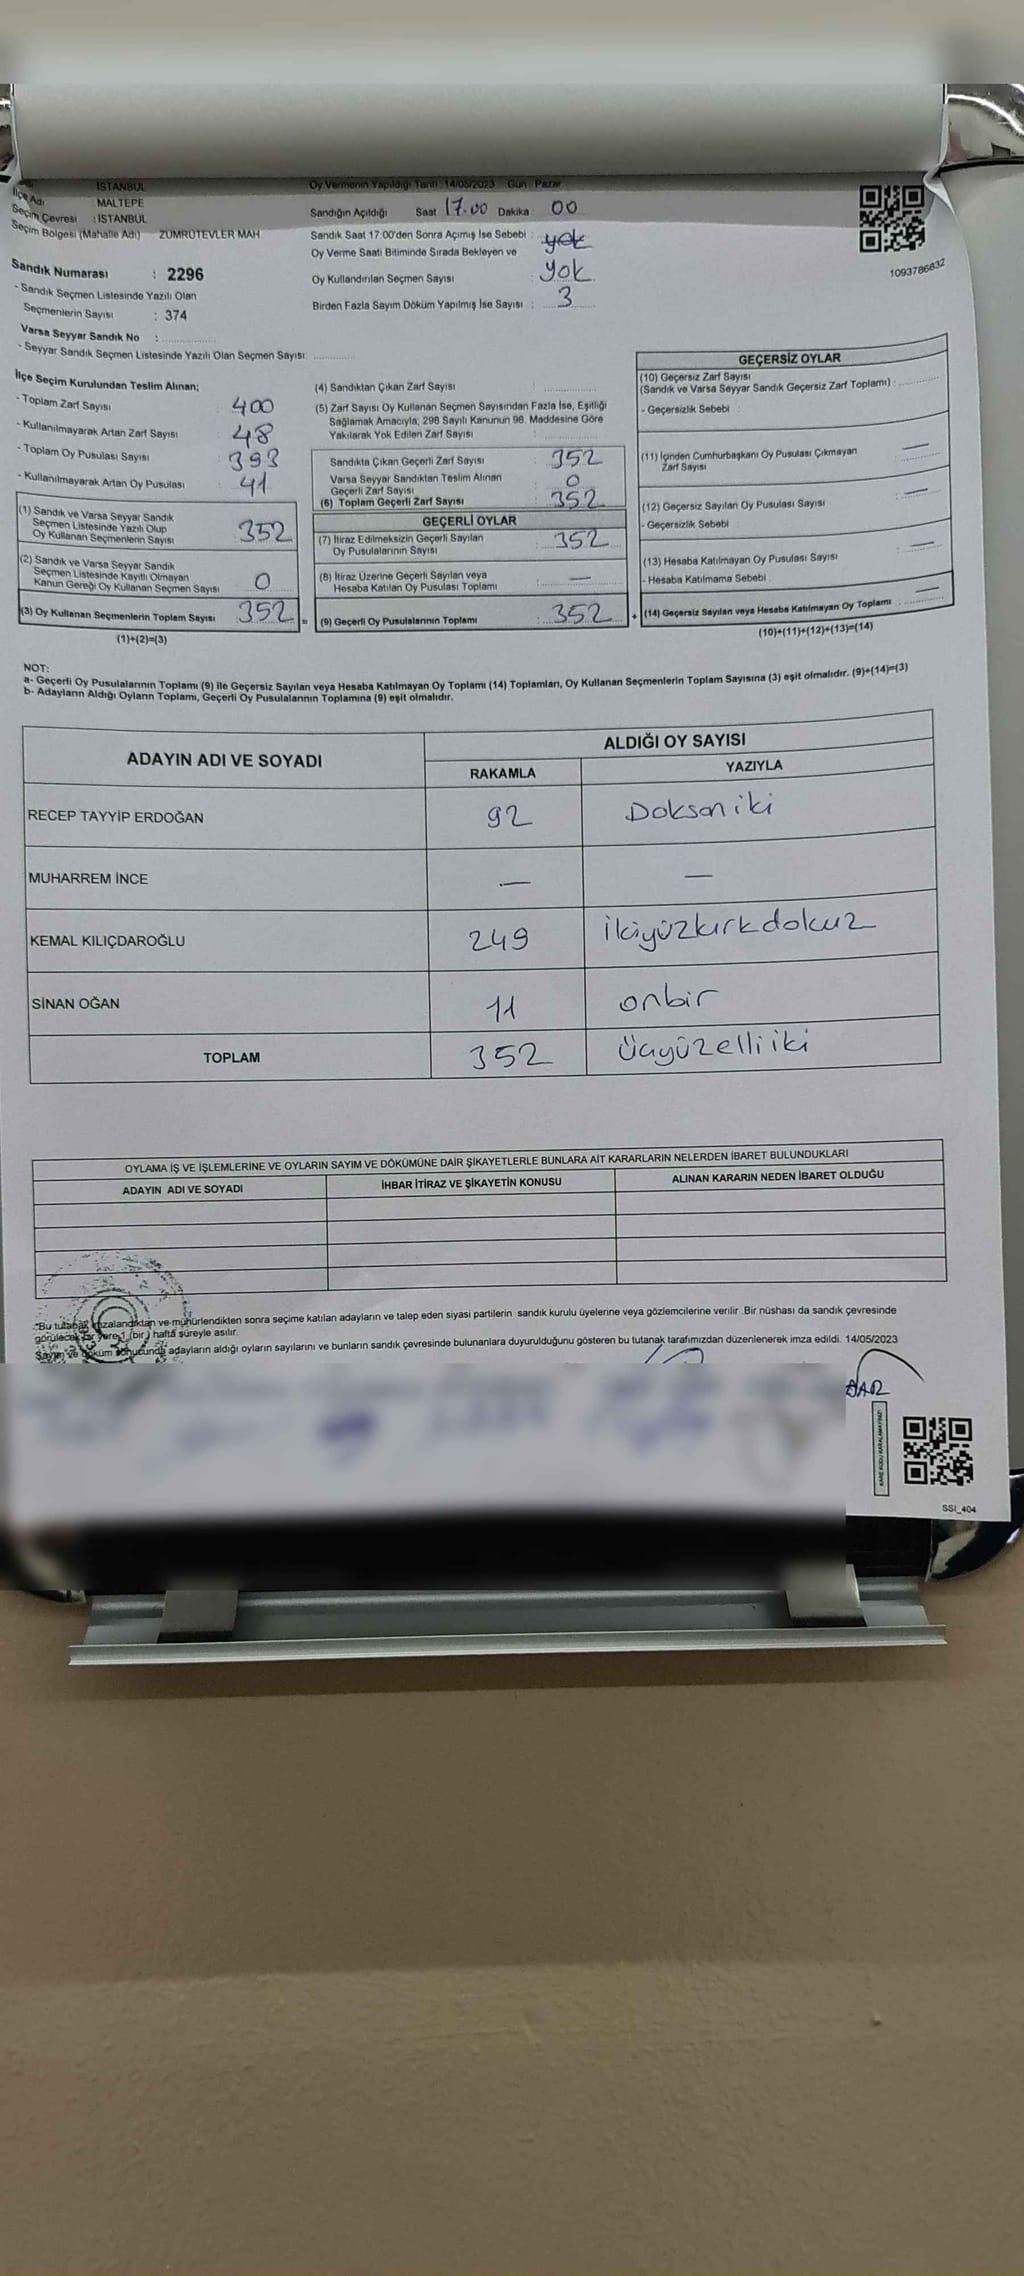 İSTANBUL
İlçe Adı MALTEPE
Seçim Çevresi : İSTANBUL
Seçim Bölgesi (Mahalle Adı) ZÜMRÜTEVLER MAH.
Sandık Numarası : 2296
- Sandık Seçmen Listesinde Yazılı Olan
Seçmenlerin Sayısı : 374
Varsa Seyyar Sandık No :
- Seyyar Sandık Seçmen Listesinde Yazılı Olan Seçmen Sayısı:
Oy Vermenin Yapıldığı Tarih 14/05/2023 Gün Pazar
Sandığın Açıldığı Saat 17.00 Dakika 00
Sandık Saat 17.00'den Sonra Açımış İse Sebebi : yok
Oy Verme Saati Bitiminde Sırada Bekleyen ve
Oy Kullandırılan Seçmen Sayısı yok
Birden Fazla Sayım Döküm Yapılmış İse Sayısı : 3
1093786832
İlçe Seçim Kurulundan Teslim Alınan;
- Toplam Zarf Sayısı : 400
- Kullanılmayarak Artan Zarf Sayısı : 48
- Toplam Oy Pusulası Sayısı : 393
- Kullanılmayarak Artan Oy Pusulası : 41
(1) Sandık ve Varsa Seyyar Sandık
Seçmen Listesinde Yazılı Olup
Oy Kullanan Seçmenlerin Sayısı : 352
(2) Sandık ve Varsa Seyyar Sandık
Seçmen Listesinde Kayıtlı Olmayan
Kanun Gereği Oy Kullanan Seçmen Sayısı 0
(3) Oy Kullanan Seçmenlerin Toplam Sayısı 352 =
(1)+(2)=(3)
(4) Sandıktan Çıkan Zarf Sayısı :
(5) Zarf Sayısı Oy Kullanan Seçmen Sayısından Fazla İse, Eşitliği
Sağlamak Amacıyla, 298 Sayılı Kanunun 98. Maddesine Göre
Yakılarak Yok Edilen Zarf Sayısı :
Sandıkta Çıkan Geçerli Zarf Sayısı : 352
Varsa Seyyar Sandıktan Teslim Alınan
Geçerli Zarf Sayısı : 0
(6) Toplam Geçerli Zarf Sayısı : 352
GEÇERLİ OYLAR
(7) İtiraz Edilmeksizin Geçerli Sayılan
Oy Pusulalarının Sayısı : 352
(8) İtiraz Üzerine Geçerli Sayılan veya
Hesaba Katılan Oy Pusulası Toplamı : —
(9) Geçerli Oy Pusulalarının Toplamı : 352 +
GEÇERSİZ OYLAR
(10) Geçersiz Zarf Sayısı
(Sandık ve Varsa Seyyar Sandık Geçersiz Zarf Toplamı) :
- Geçersizlik Sebebi :
(11) İçinden Cumhurbaşkanı Oy Pusulası Çıkmayan
Zarf Sayısı : —
(12) Geçersiz Sayılan Oy Pusulası Sayısı : —
- Geçersizlik Sebebi
(13) Hesaba Katılmayan Oy Pusulası Sayısı : —
- Hesaba Katılmama Sebebi :
(14) Geçersiz Sayılan veya Hesaba Katılmayan Oy Toplamı : —
(10)+(11)+(12)+(13)=(14)
NOT:
a- Geçerli Oy Pusulalarının Toplamı (9) ile Geçersiz Sayılan veya Hesaba Katılmayan Oy Toplamı (14) Toplamları, Oy Kullanan Seçmenlerin Toplam Sayısına (3) eşit olmalıdır. (9)+(14)=(3)
b- Adayların Aldığı Oyların Toplamı, Geçerli Oy Pusulalarının Toplamına (9) eşit olmalıdır.
ADAYIN ADI VE SOYADI ALDIĞI OY SAYISI
RAKAMLA YAZIYLA
RECEP TAYYİP ERDOĞAN 92 Doksan iki
MUHARREM İNCE — —
KEMAL KILIÇDAROĞLU 249 ikiyüzkırkdokuz
SİNAN OĞAN 11 onbir
TOPLAM 352 üçyüzelliiki
OYLAMA İŞ VE İŞLEMLERİNE VE OYLARIN SAYIM VE DÖKÜMÜNE DAİR ŞİKAYETLERLE BUNLARA AİT KARARLARIN NELERDEN İBARET BULUNDUKLARI
ADAYIN ADI VE SOYADI İHBAR İTİRAZ VE ŞİKAYETİN KONUSU ALINAN KARARIN NEDEN İBARET OLDUĞU
"Bu tutanak imzalandıktan ve mühürlendikten sonra seçime katılan adayların ve talep eden siyasi partilerin sandık kurulu üyelerine veya gözlemcilerine verilir .Bir nüshası da sandık çevresinde
görülecek bir yere 1 (bir) hafta süreyle asılır.
Sayım ve döküm sonucunda adayların aldığı oyların sayılarını ve bunların sandık çevresinde bulunanlara duyurulduğunu gösteren bu tutanak tarafımızdan düzenlenerek imza edildi. 14/05/2023
SSI_404